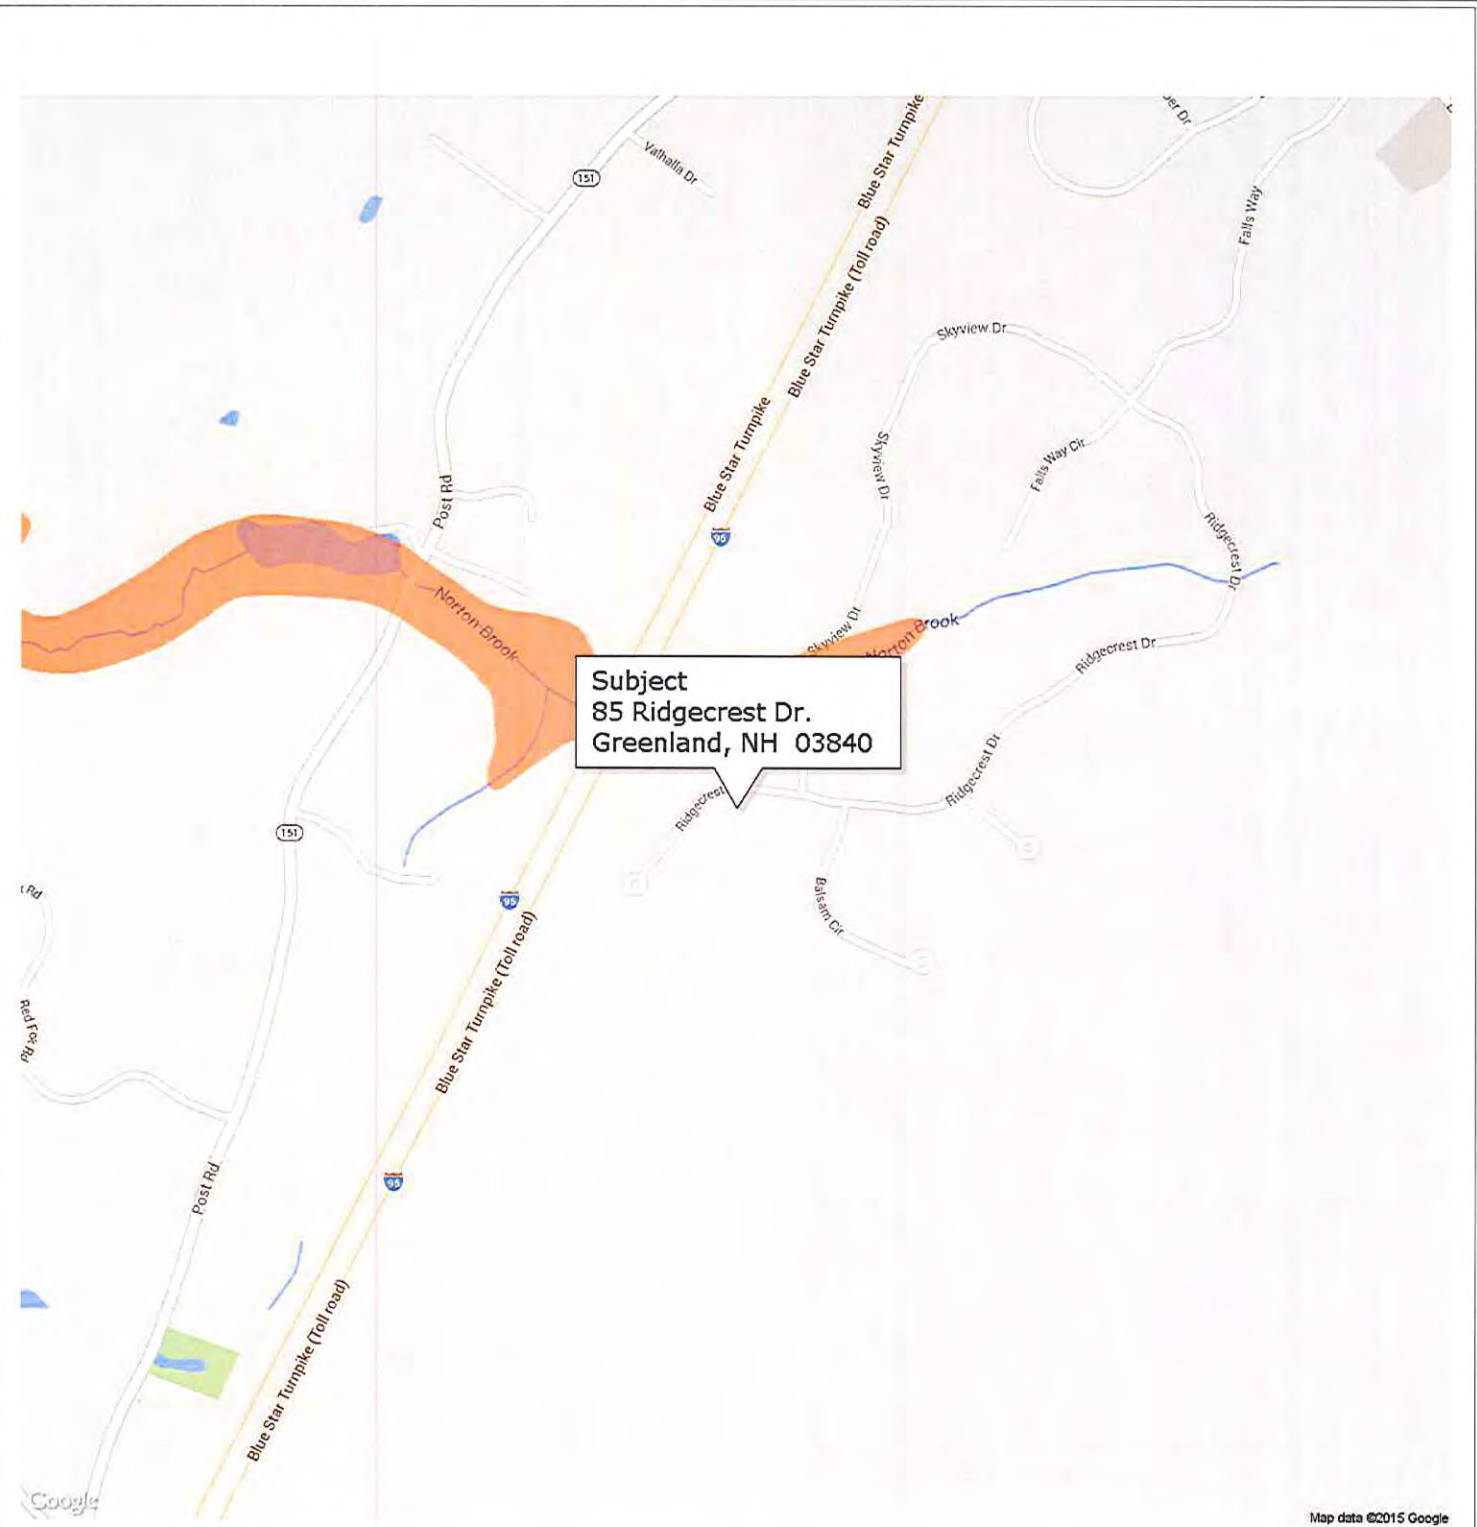 Valhalla Dr
151
Blue Star Turnpike
Blue Star Turnpike (Toll road)
Falls Way
Skyview Dr
Blue Star Turnpike
Skyview Dr
Falls Way Cir
Post Rd
95
Ridgecrest Dr
Norton Brook
Skyview Dr
Norton Brook
Ridgecrest Dr
Subject
85 Ridgecrest Dr.
Greenland, NH 03840
Ridgecrest Dr
Ridgecrest
151
Rd
95
Balsam Cir
Blue Star Turnpike (Toll road)
Red Fox Rd
Post Rd
95
Blue Star Turnpike (Toll road)
Google
Map data ©2015 Google